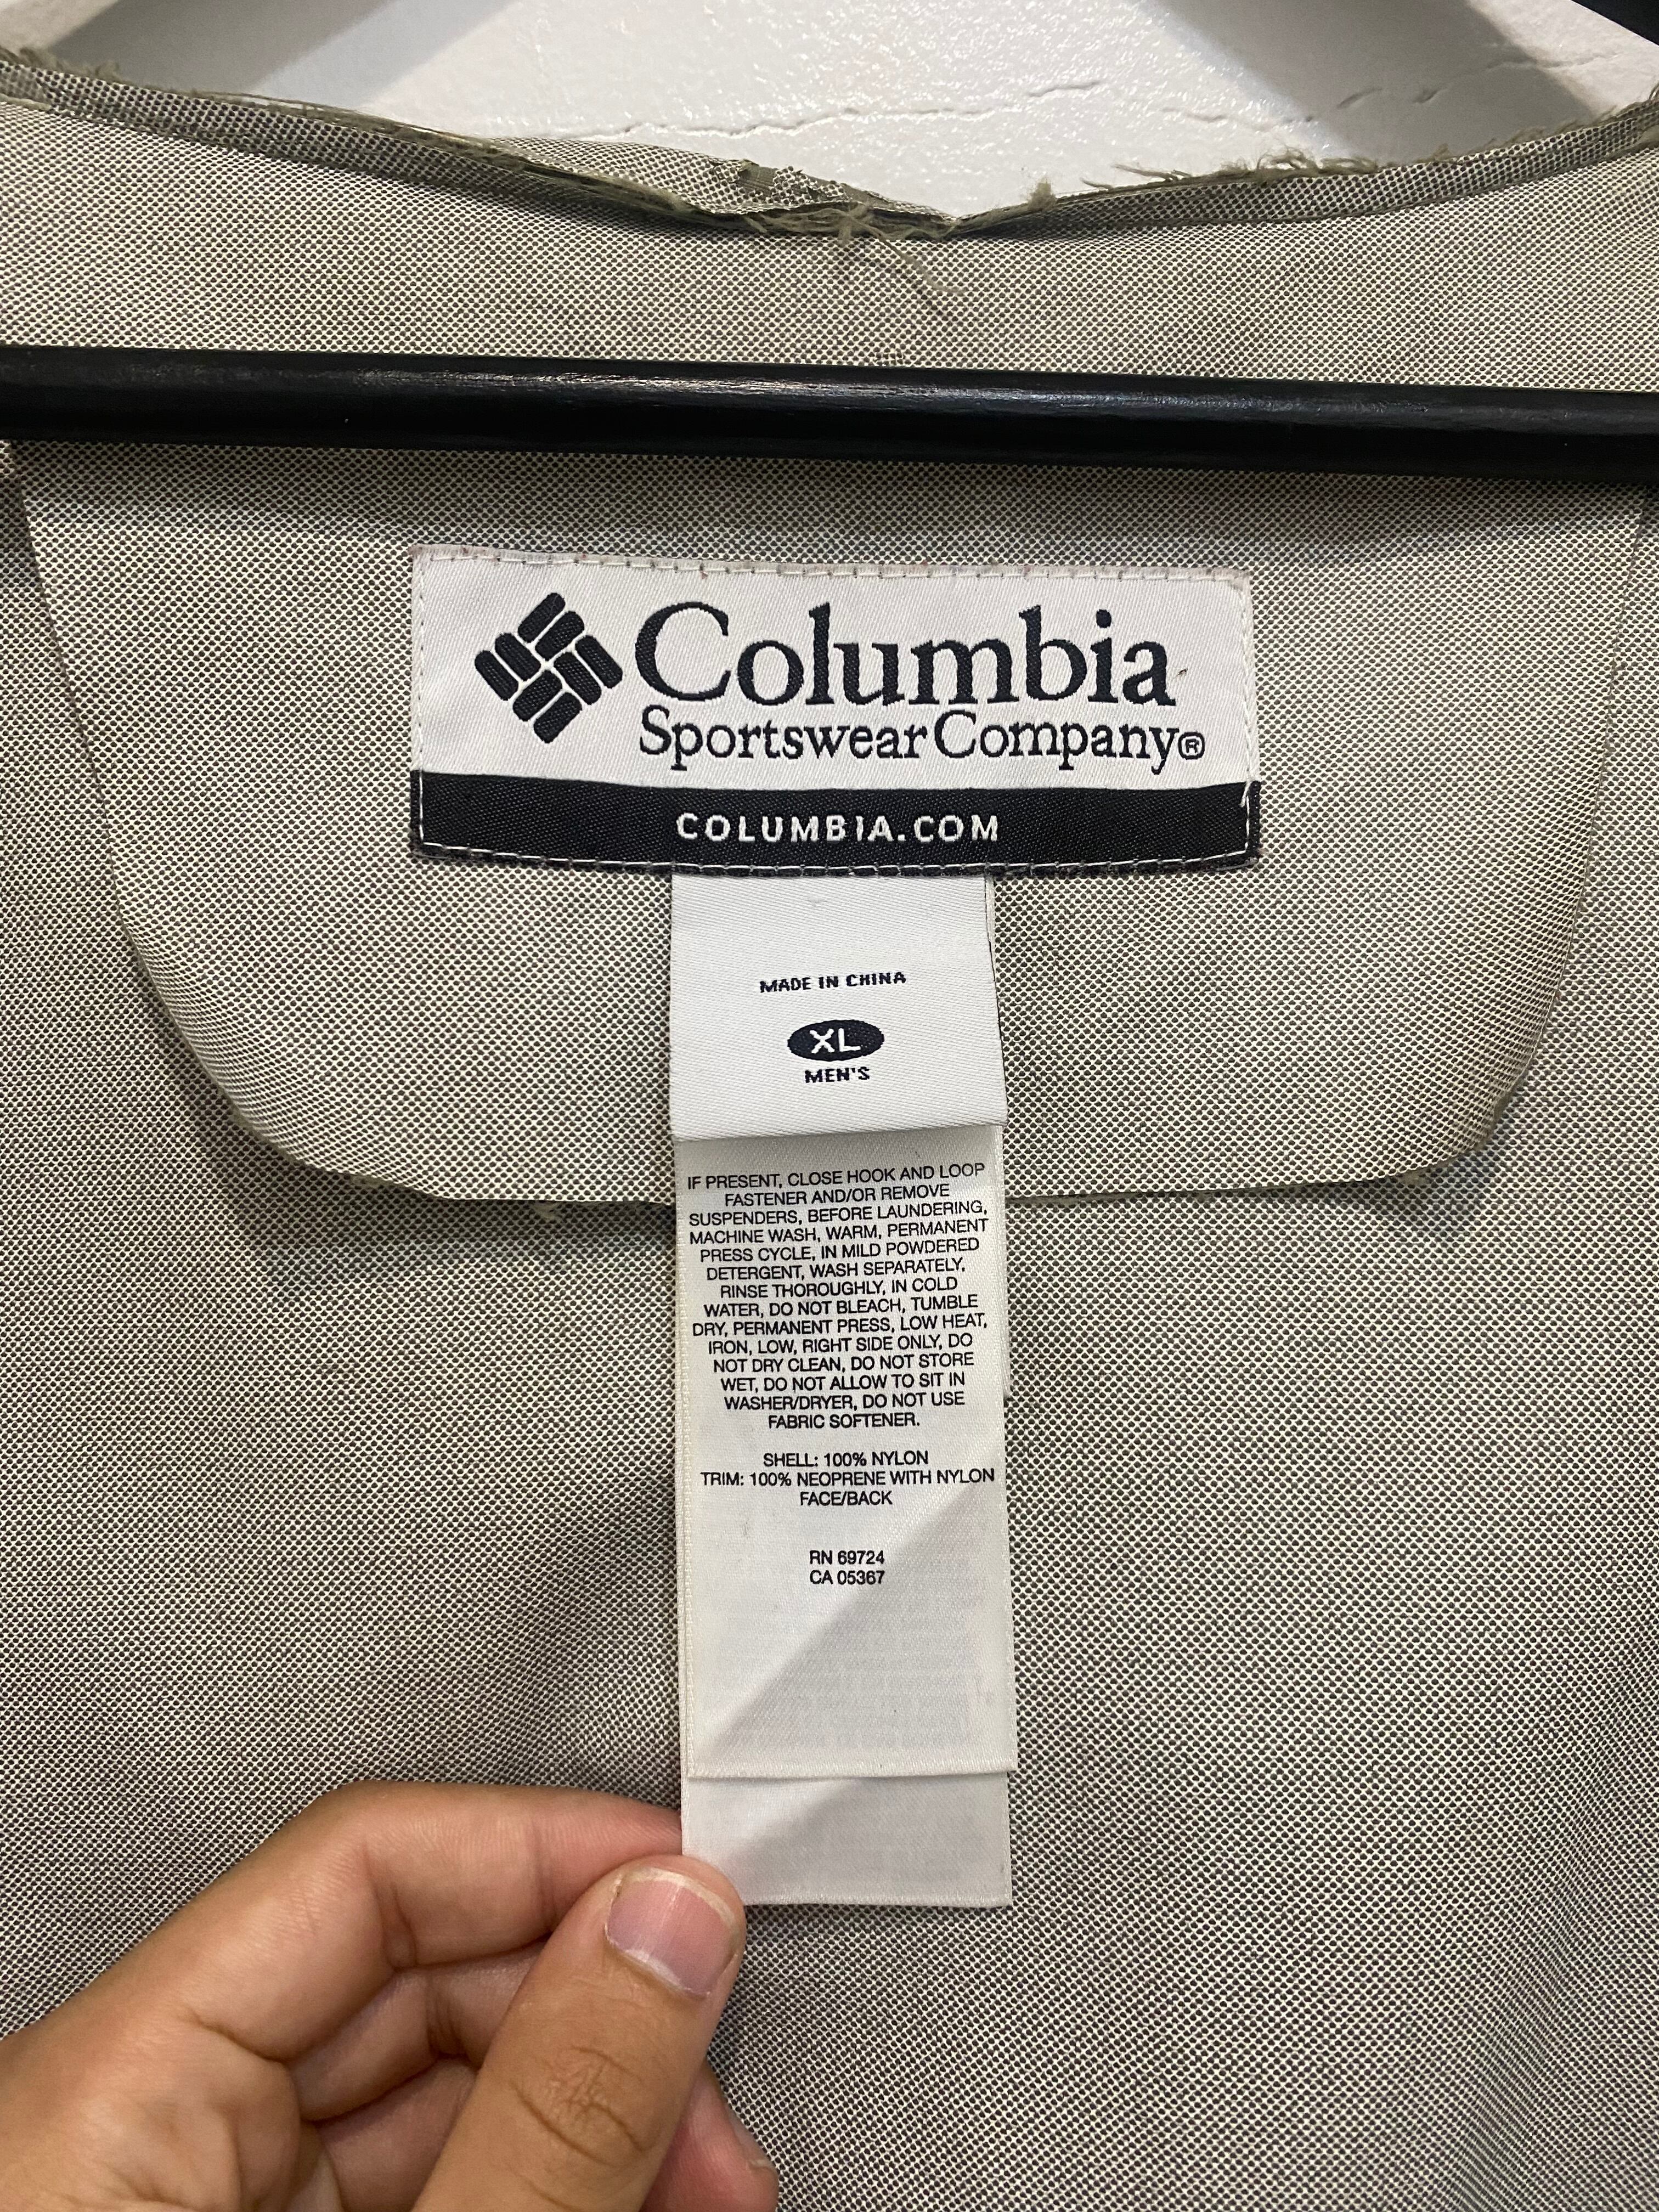 Columbia
Sportswear Company®
COLUMBIA.COM
MADE IN CHINA
XL
MEN'S
IF PRESENT, CLOSE HOOK AND LOOP
FASTENER AND/OR REMOVE
SUSPENDERS, BEFORE LAUNDERING,
MACHINE WASH, WARM, PERMANENT
PRESS CYCLE, IN MILD POWDERED
DETERGENT, WASH SEPARATELY,
RINSE THOROUGHLY, IN COLD
WATER, DO NOT BLEACH, TUMBLE
DRY, PERMANENT PRESS, LOW HEAT,
IRON, LOW, RIGHT SIDE ONLY, DO
NOT DRY CLEAN, DO NOT STORE
WET, DO NOT ALLOW TO SIT IN
WASHER/DRYER, DO NOT USE
FABRIC SOFTENER.
SHELL: 100% NYLON
TRIM: 100% NEOPRENE WITH NYLON
FACE/BACK
RN 69724
CA 05367